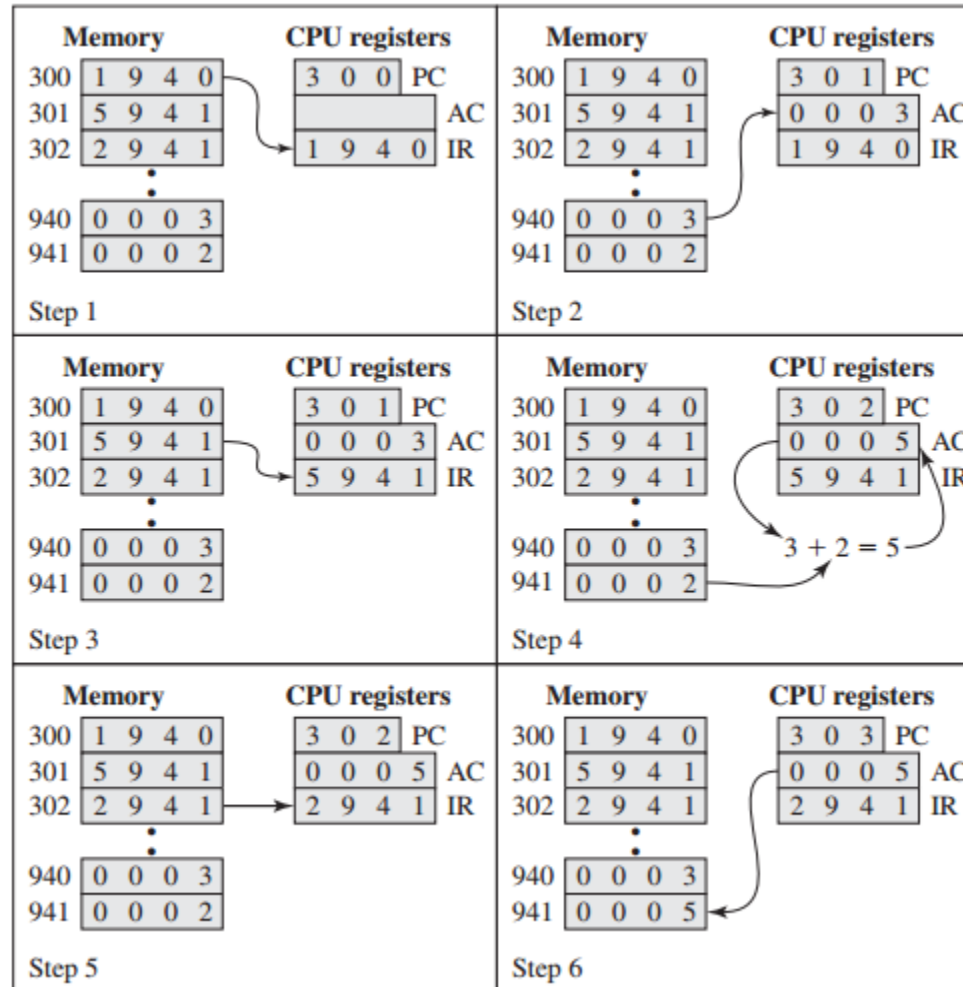 Memory CPU registers
300 1 9 4 0 3 0 0 PC
301 5 9 4 1 AC
302 2 9 4 1 1 9 4 0 IR
940 0 0 0 3
941 0 0 0 2
Step 1
Memory CPU registers
300 1 9 4 0 3 0 1 PC
301 5 9 4 1 0 0 0 3 AC
302 2 9 4 1 1 9 4 0 IR
940 0 0 0 3
941 0 0 0 2
Step 2
Memory CPU registers
300 1 9 4 0 3 0 1 PC
301 5 9 4 1 0 0 0 3 AC
302 2 9 4 1 5 9 4 1 IR
940 0 0 0 3
941 0 0 0 2
Step 3
Memory CPU registers
300 1 9 4 0 3 0 2 PC
301 5 9 4 1 0 0 0 5 AC
302 2 9 4 1 5 9 4 1 IR
940 0 0 0 3 3 + 2 = 5
941 0 0 0 2
Step 4
Memory CPU registers
300 1 9 4 0 3 0 2 PC
301 5 9 4 1 0 0 0 5 AC
302 2 9 4 1 2 9 4 1 IR
940 0 0 0 3
941 0 0 0 2
Step 5
Memory CPU registers
300 1 9 4 0 3 0 3 PC
301 5 9 4 1 0 0 0 5 AC
302 2 9 4 1 2 9 4 1 IR
940 0 0 0 3
941 0 0 0 5
Step 6